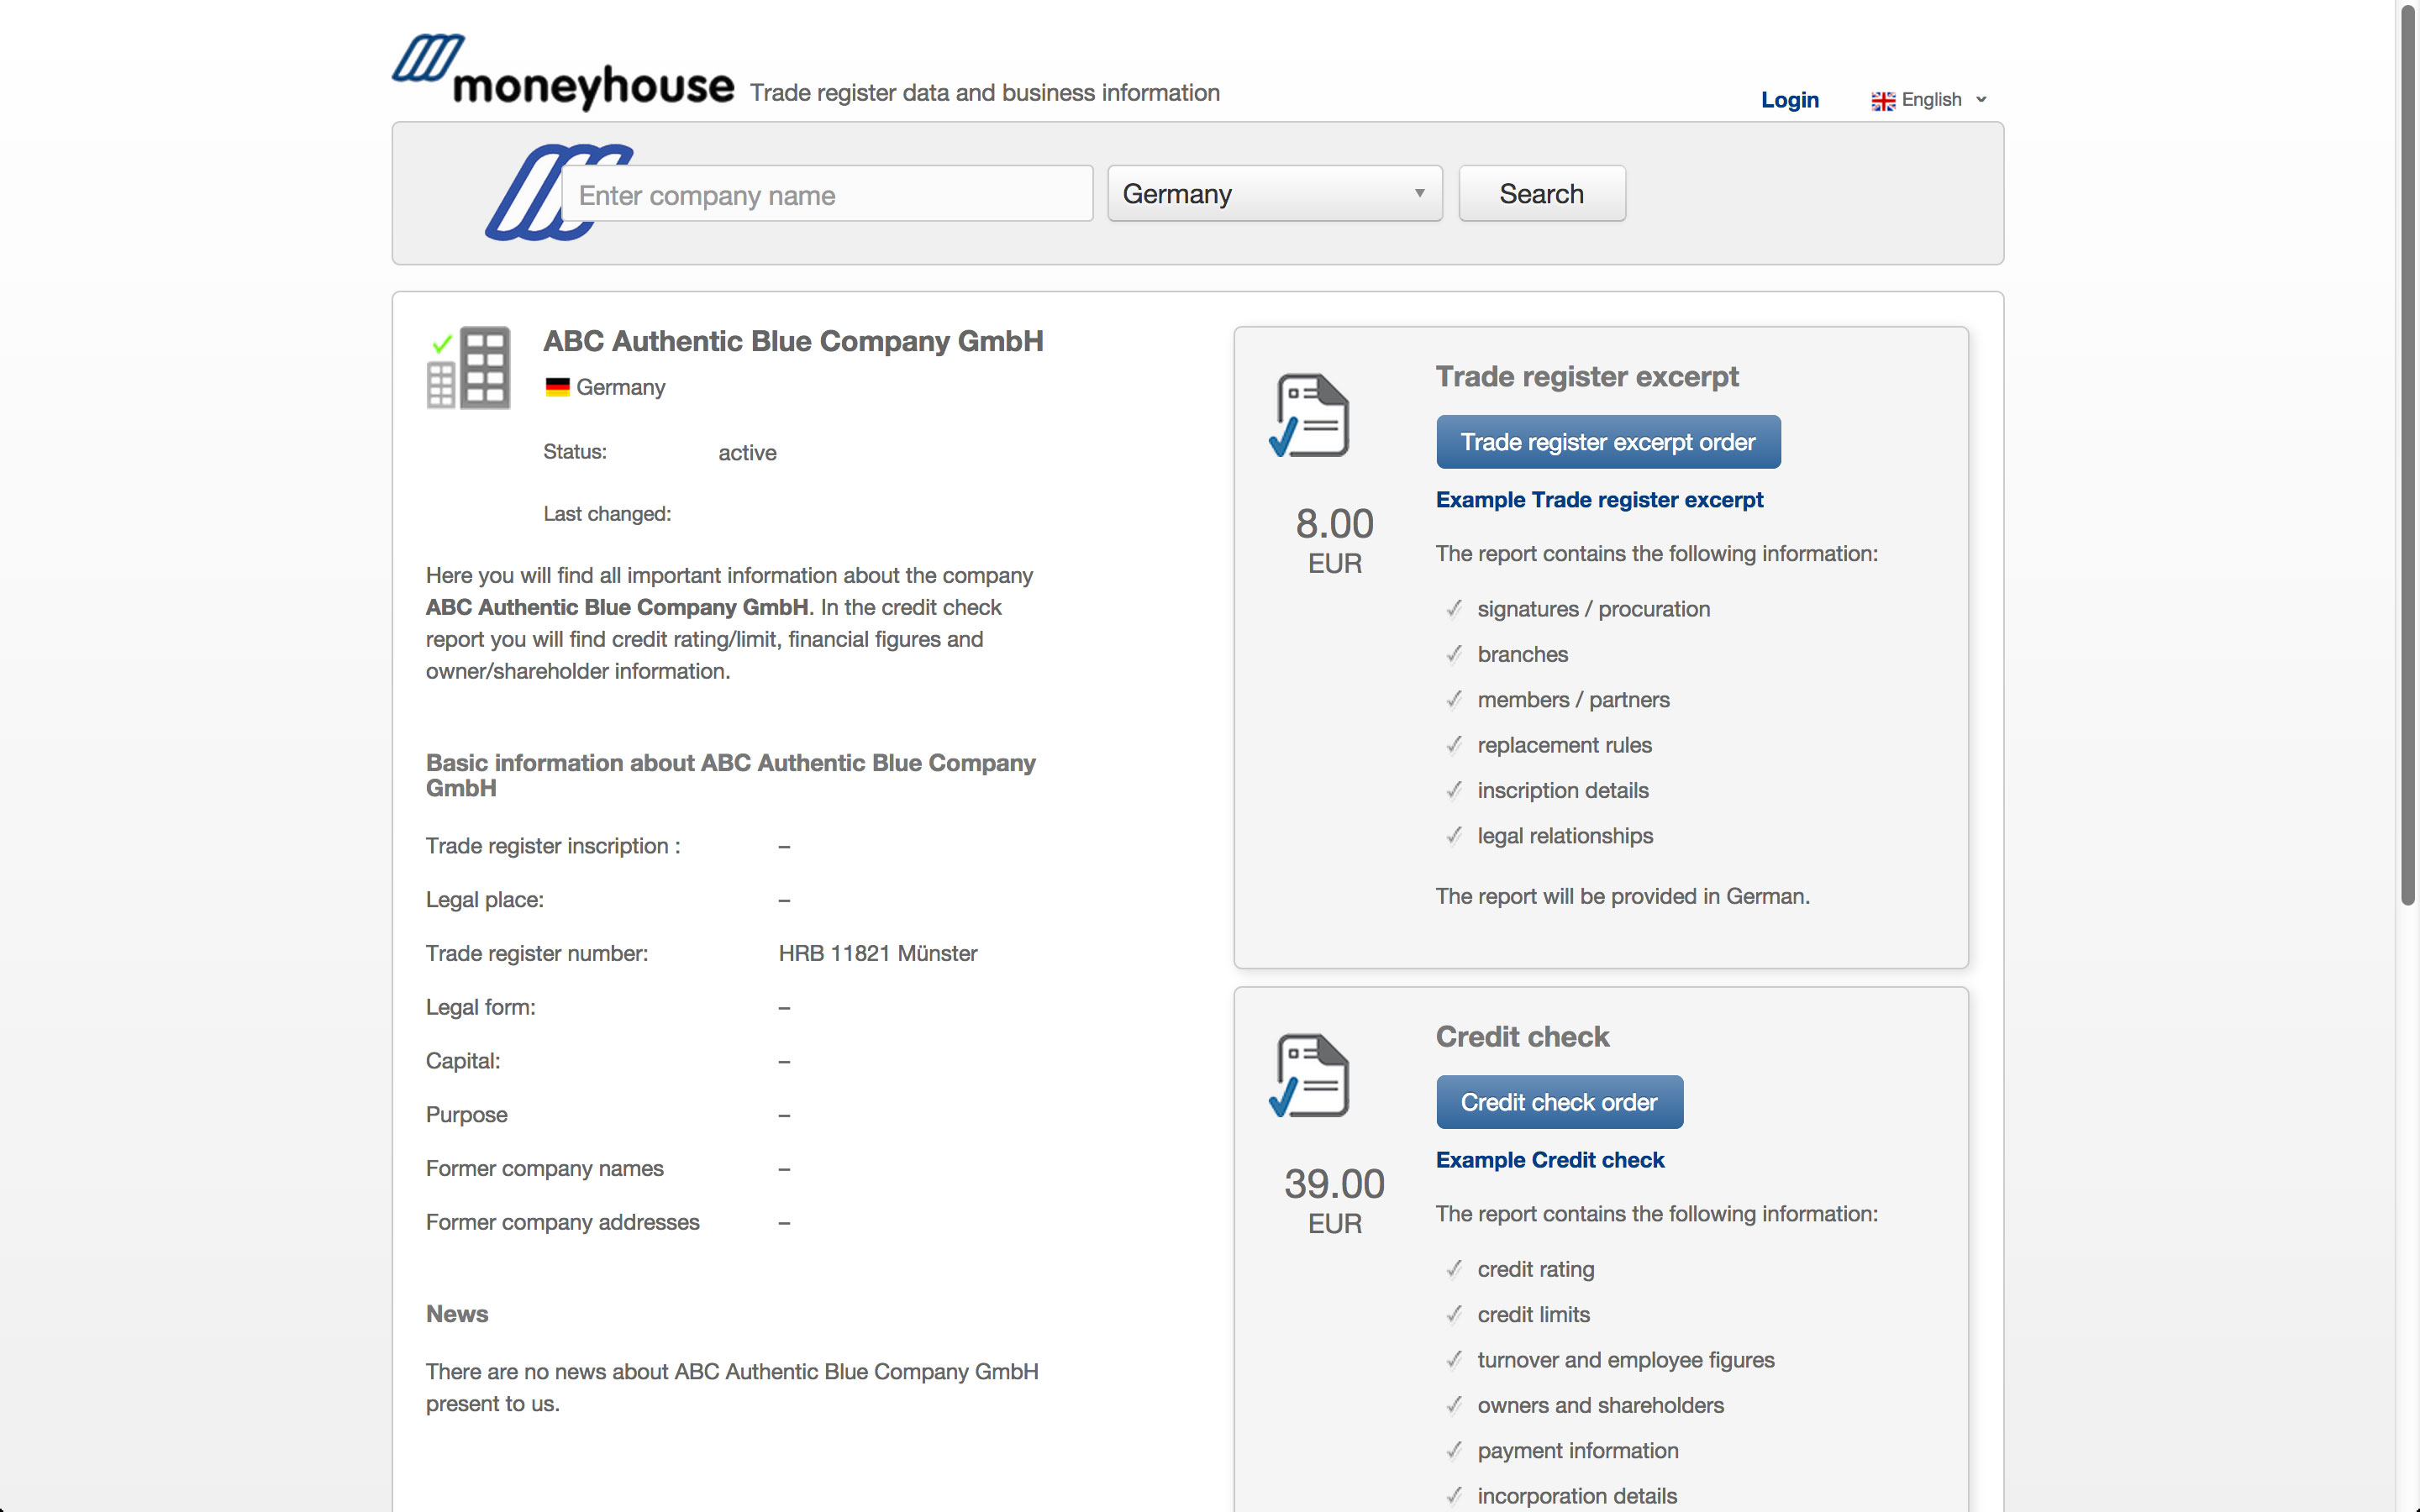 moneyhouse Trade register data and business information
Login English
Enter company name Germany Search
ABC Authentic Blue Company GmbH
Germany
Status: active
Last changed:
Here you will find all important information about the company
ABC Authentic Blue Company GmbH. In the credit check
report you will find credit rating/limit, financial figures and
owner/shareholder information.
Basic information about ABC Authentic Blue Company
GmbH
Trade register inscription : –
Legal place: –
Trade register number: HRB 11821 Münster
Legal form: –
Capital: –
Purpose –
Former company names –
Former company addresses –
News
There are no news about ABC Authentic Blue Company GmbH
present to us.
Trade register excerpt
Trade register excerpt order
Example Trade register excerpt
8.00
EUR
The report contains the following information:
signatures / procuration
branches
members / partners
replacement rules
inscription details
legal relationships
The report will be provided in German.
Credit check
Credit check order
Example Credit check
39.00
EUR
The report contains the following information:
credit rating
credit limits
turnover and employee figures
owners and shareholders
payment information
incorporation details